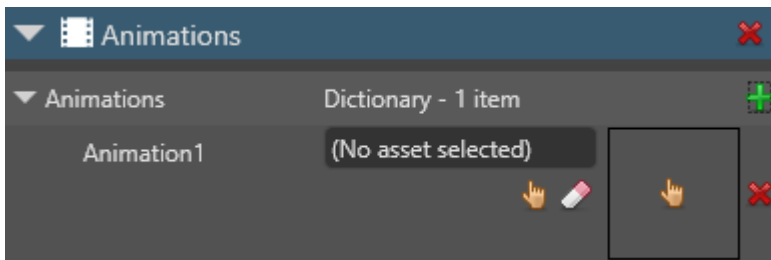 Animations
Animations Dictionary - 1 item
Animation1 (No asset selected)